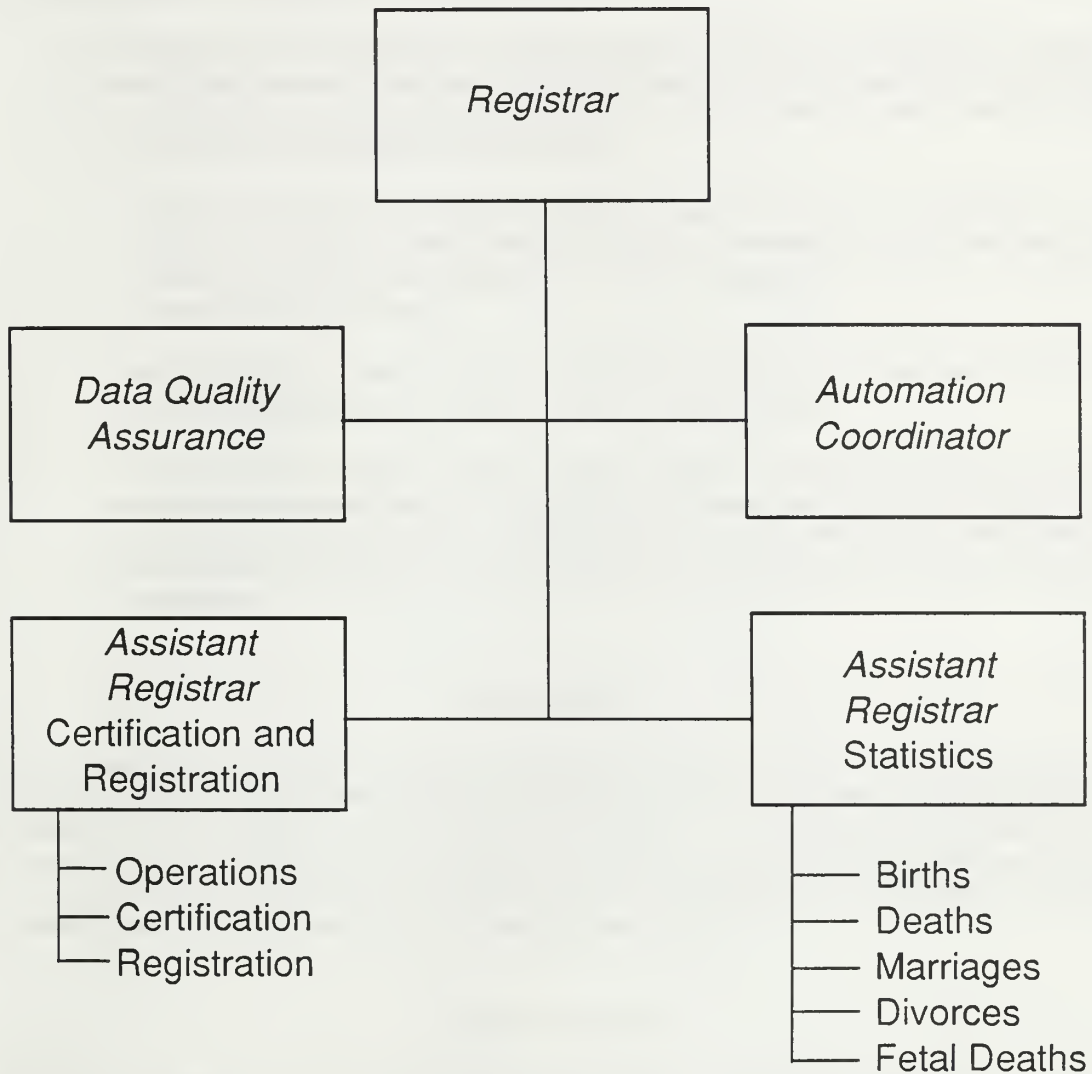 Registrar
Data Quality
Assurance
Automation
Coordinator
Assistant
Registrar
Certification and
Registration
Operations
Certification
Registration
Assistant
Registrar
Statistics
Births
Deaths
Marriages
Divorces
Fetal Deaths